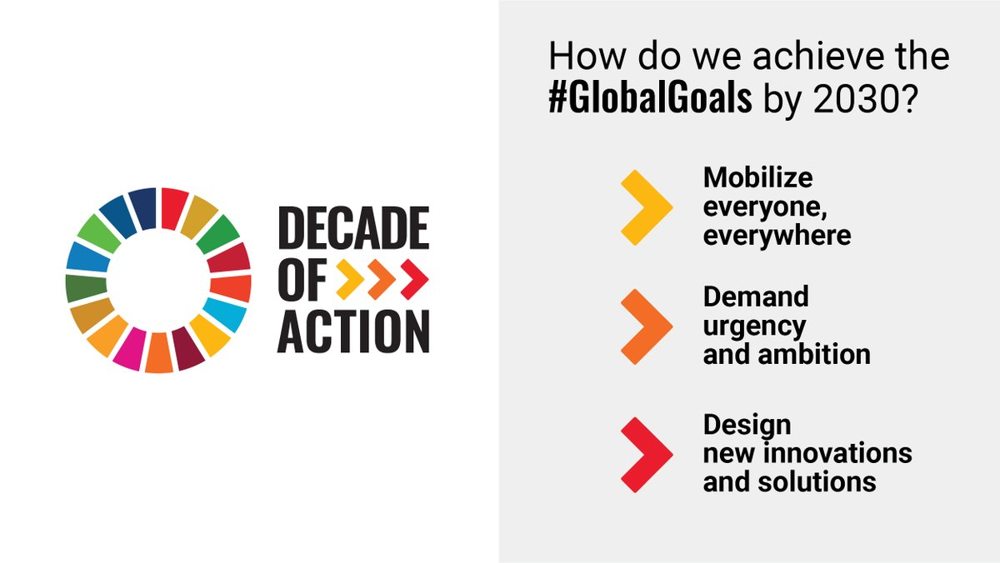 DECADE
OF
ACTION
How do we achieve the
#GlobalGoals by 2030?
Mobilize
everyone,
everywhere
Demand
urgency
and ambition
Design
new innovations
and solutions